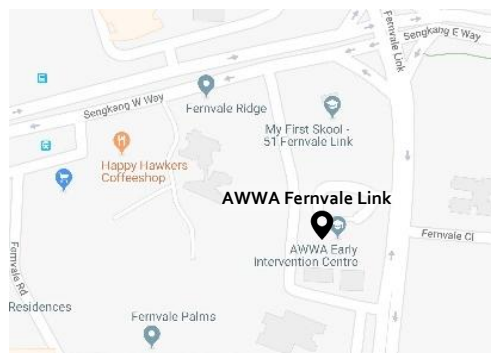 Sengkang E Way
Fernvale Link
Sengkang W Way
Fernvale Ridge
My First Skool -
51 Fernvale Link
Happy Hawkers
Coffeeshop
AWWA Fernvale Link
AWWA Early
Intervention Centre
Fernvale Cl
Fernvale Rd
Residences
Fernvale Palms